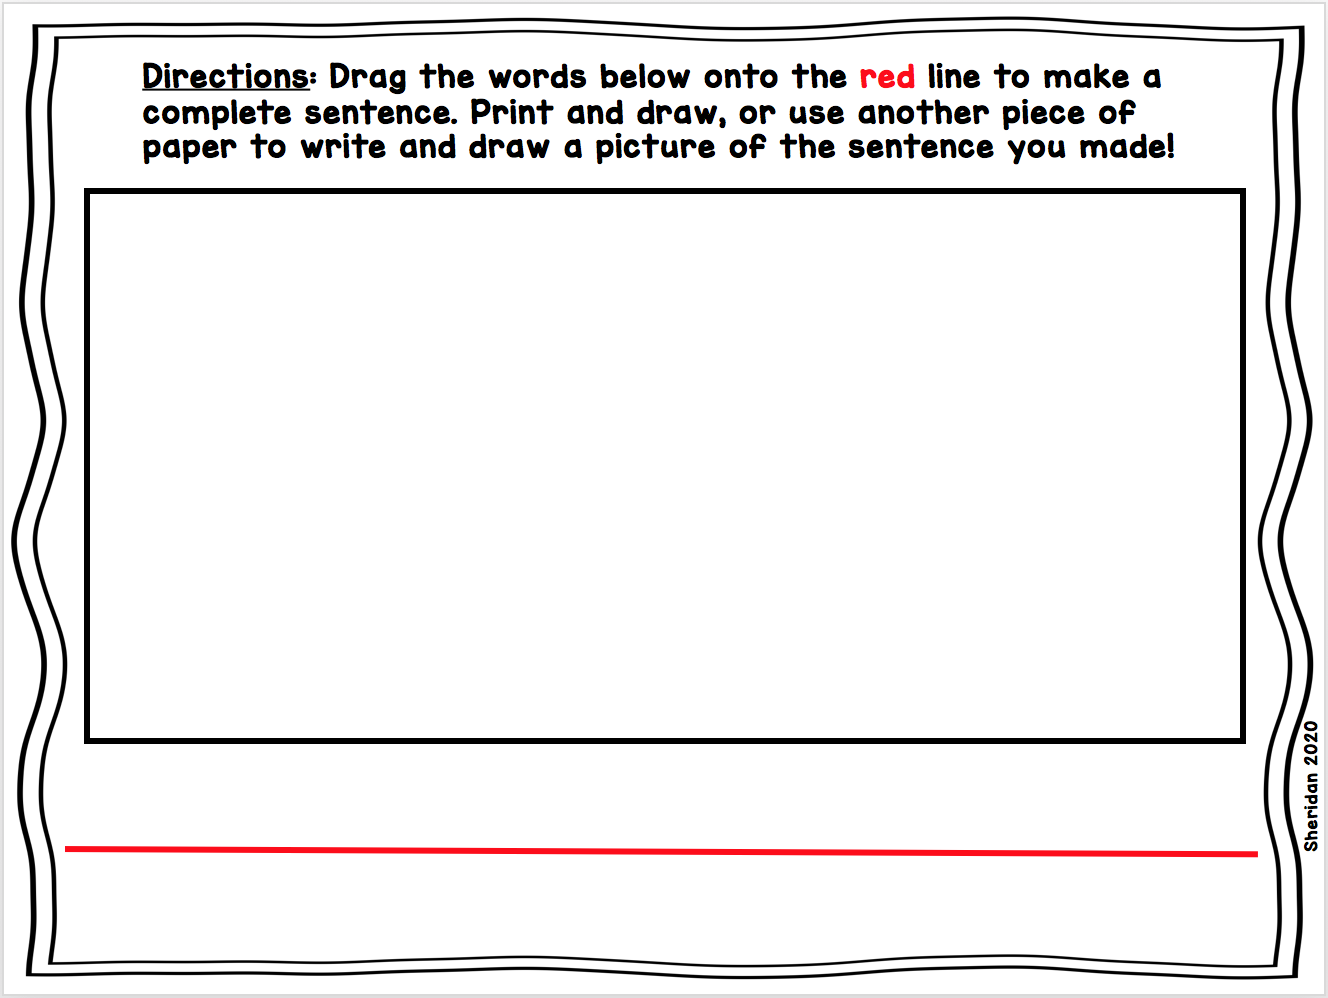 Directions: Drag the words below onto the red line to make a
complete sentence. Print and draw, or use another piece of
paper to write and draw a picture of the sentence you made!
Sheridan 2020